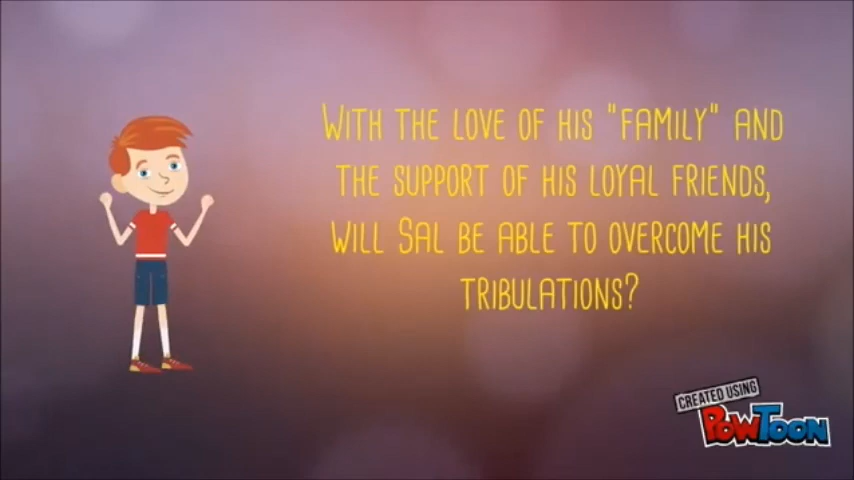 With the love of his "family" and
the support of his loyal friends,
will Sal be able to overcome his
tribulations?
CREATED USING
POWTOON